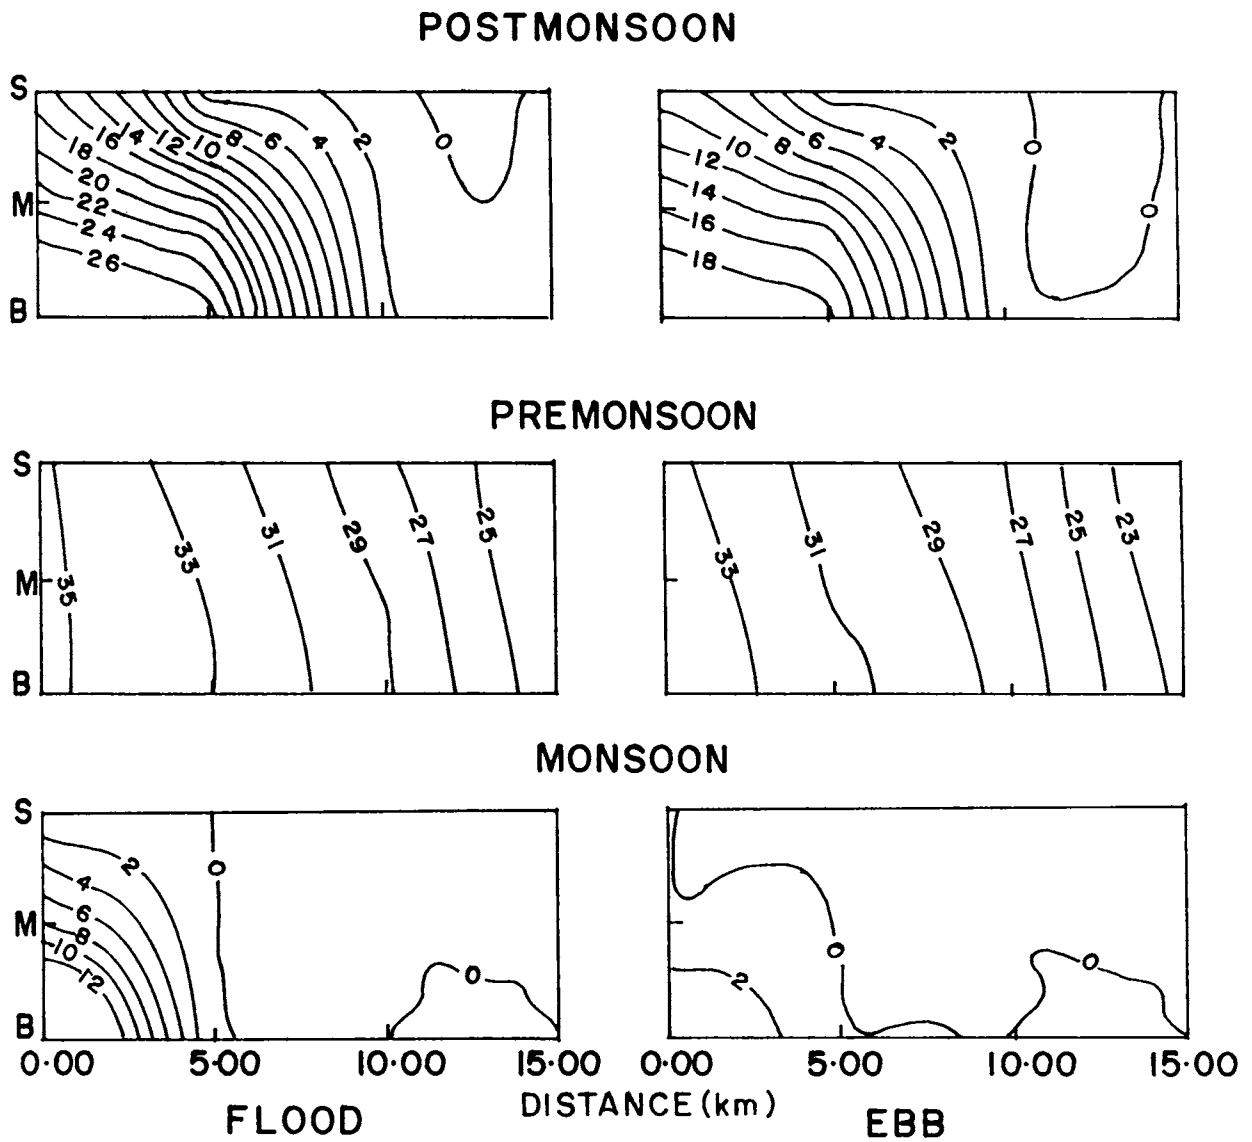 POSTMONSOON
S
M
B
26 24 22 20 18 16 14 12 10 8 6 4 2 0
18 16 14 12 10 8 6 4 2 0 0
PREMONSOON
S
M
B
35 33 31 29 27 25
33 31 29 27 25 23
MONSOON
S
M
B
12 10 8 6 4 2 0 0
2 0 0
0·00 5·00 10·00 15·00 0·00 5·00 10·00 15·00
DISTANCE (km)
FLOOD EBB